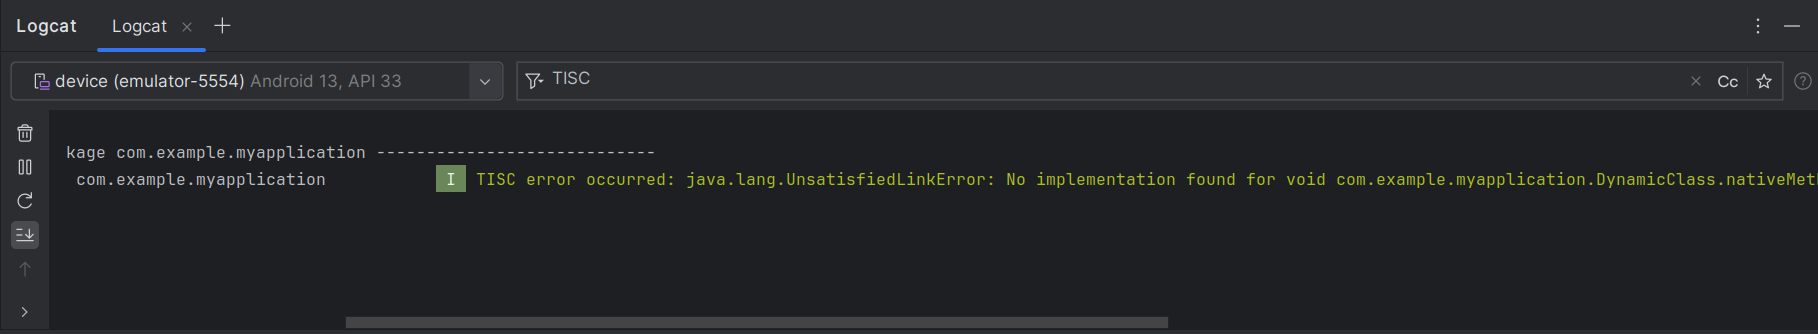 Logcat Logcat
device (emulator-5554) Android 13, API 33 TISC Cc
kage com.example.myapplication ----------------------------
com.example.myapplication I TISC error occurred: java.lang.UnsatisfiedLinkError: No implementation found for void com.example.myapplication.DynamicClass.nativeMet